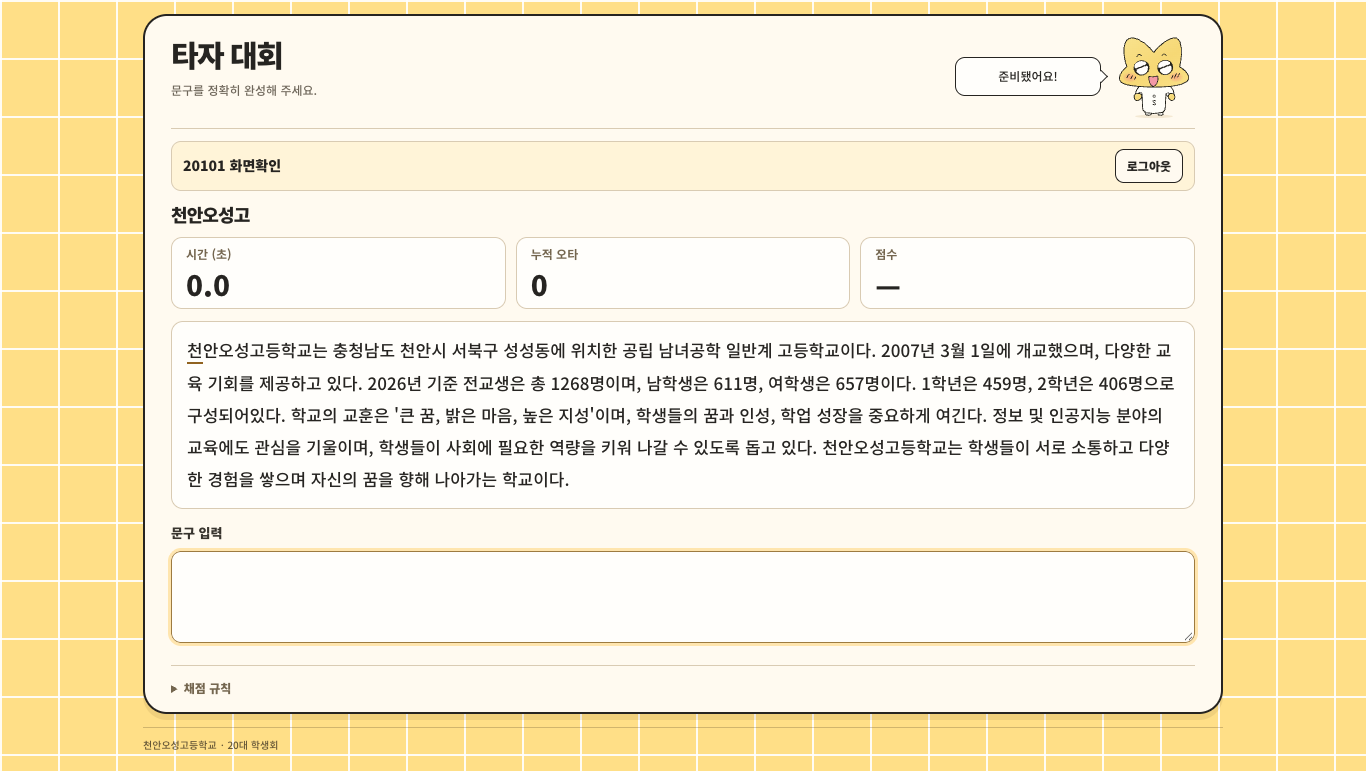 타자 대회
문구를 정확히 완성해 주세요.
준비됐어요!
20101 화면확인
로그아웃
천안오성고
시간 (초)
0.0
누적 오타
0
점수
—
천안오성고등학교는 충청남도 천안시 서북구 성성동에 위치한 공립 남녀공학 일반계 고등학교이다. 2007년 3월 1일에 개교했으며, 다양한 교
육 기회를 제공하고 있다. 2026년 기준 전교생은 총 1268명이며, 남학생은 611명, 여학생은 657명이다. 1학년은 459명, 2학년은 406명으로
구성되어있다. 학교의 교훈은 '큰 꿈, 밝은 마음, 높은 지성'이며, 학생들의 꿈과 인성, 학업 성장을 중요하게 여긴다. 정보 및 인공지능 분야의
교육에도 관심을 기울이며, 학생들이 사회에 필요한 역량을 키워 나갈 수 있도록 돕고 있다. 천안오성고등학교는 학생들이 서로 소통하고 다양
한 경험을 쌓으며 자신의 꿈을 향해 나아가는 학교이다.
문구 입력
채점 규칙
천안오성고등학교 · 20대 학생회